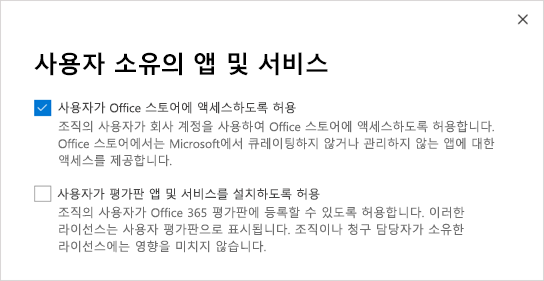 사용자 소유의 앱 및 서비스
사용자가 Office 스토어에 액세스하도록 허용
조직의 사용자가 회사 계정을 사용하여 Office 스토어에 액세스하도록 허용합니다.
Office 스토어에서는 Microsoft에서 큐레이팅하지 않거나 관리하지 않는 앱에 대한
액세스를 제공합니다.
사용자가 평가판 앱 및 서비스를 설치하도록 허용
조직의 사용자가 Office 365 평가판에 등록할 수 있도록 허용합니다. 이러한
라이선스는 사용자 평가판으로 표시됩니다. 조직이나 청구 담당자가 소유한
라이선스에는 영향을 미치지 않습니다.